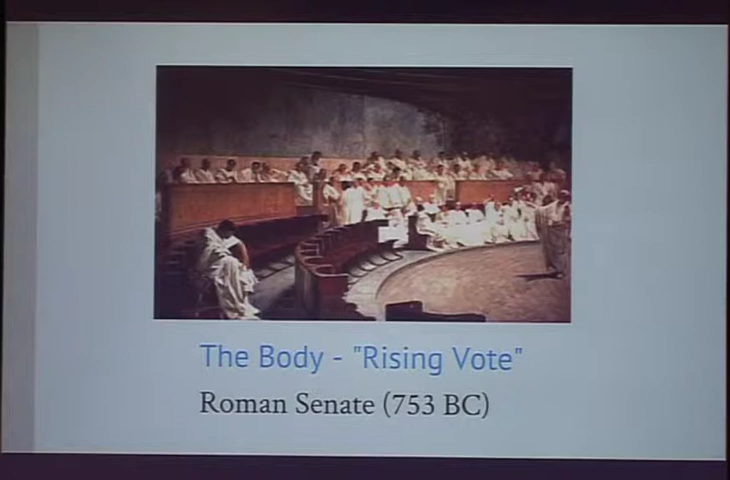 The Body - "Rising Vote"
Roman Senate (753 BC)